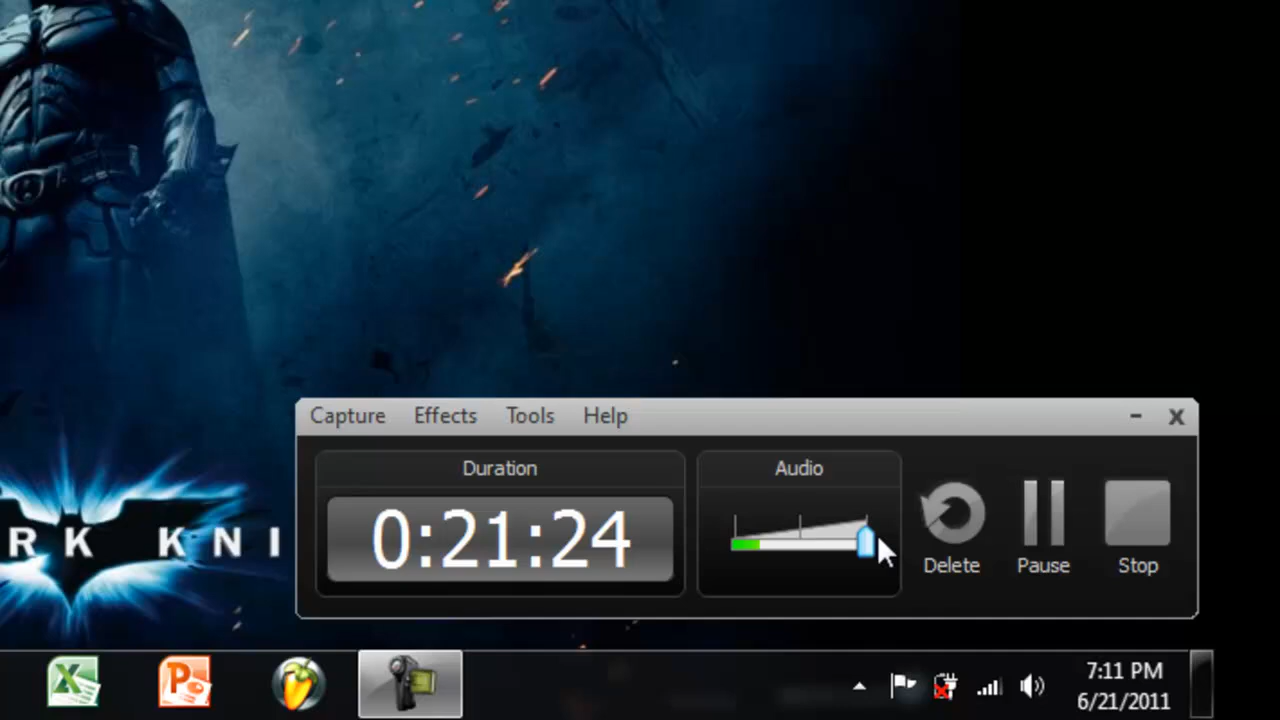 Capture Effects Tools Help
Duration
Audio
0:21:24
Delete
Pause
Stop
RK KNI
7:11 PM
6/21/2011